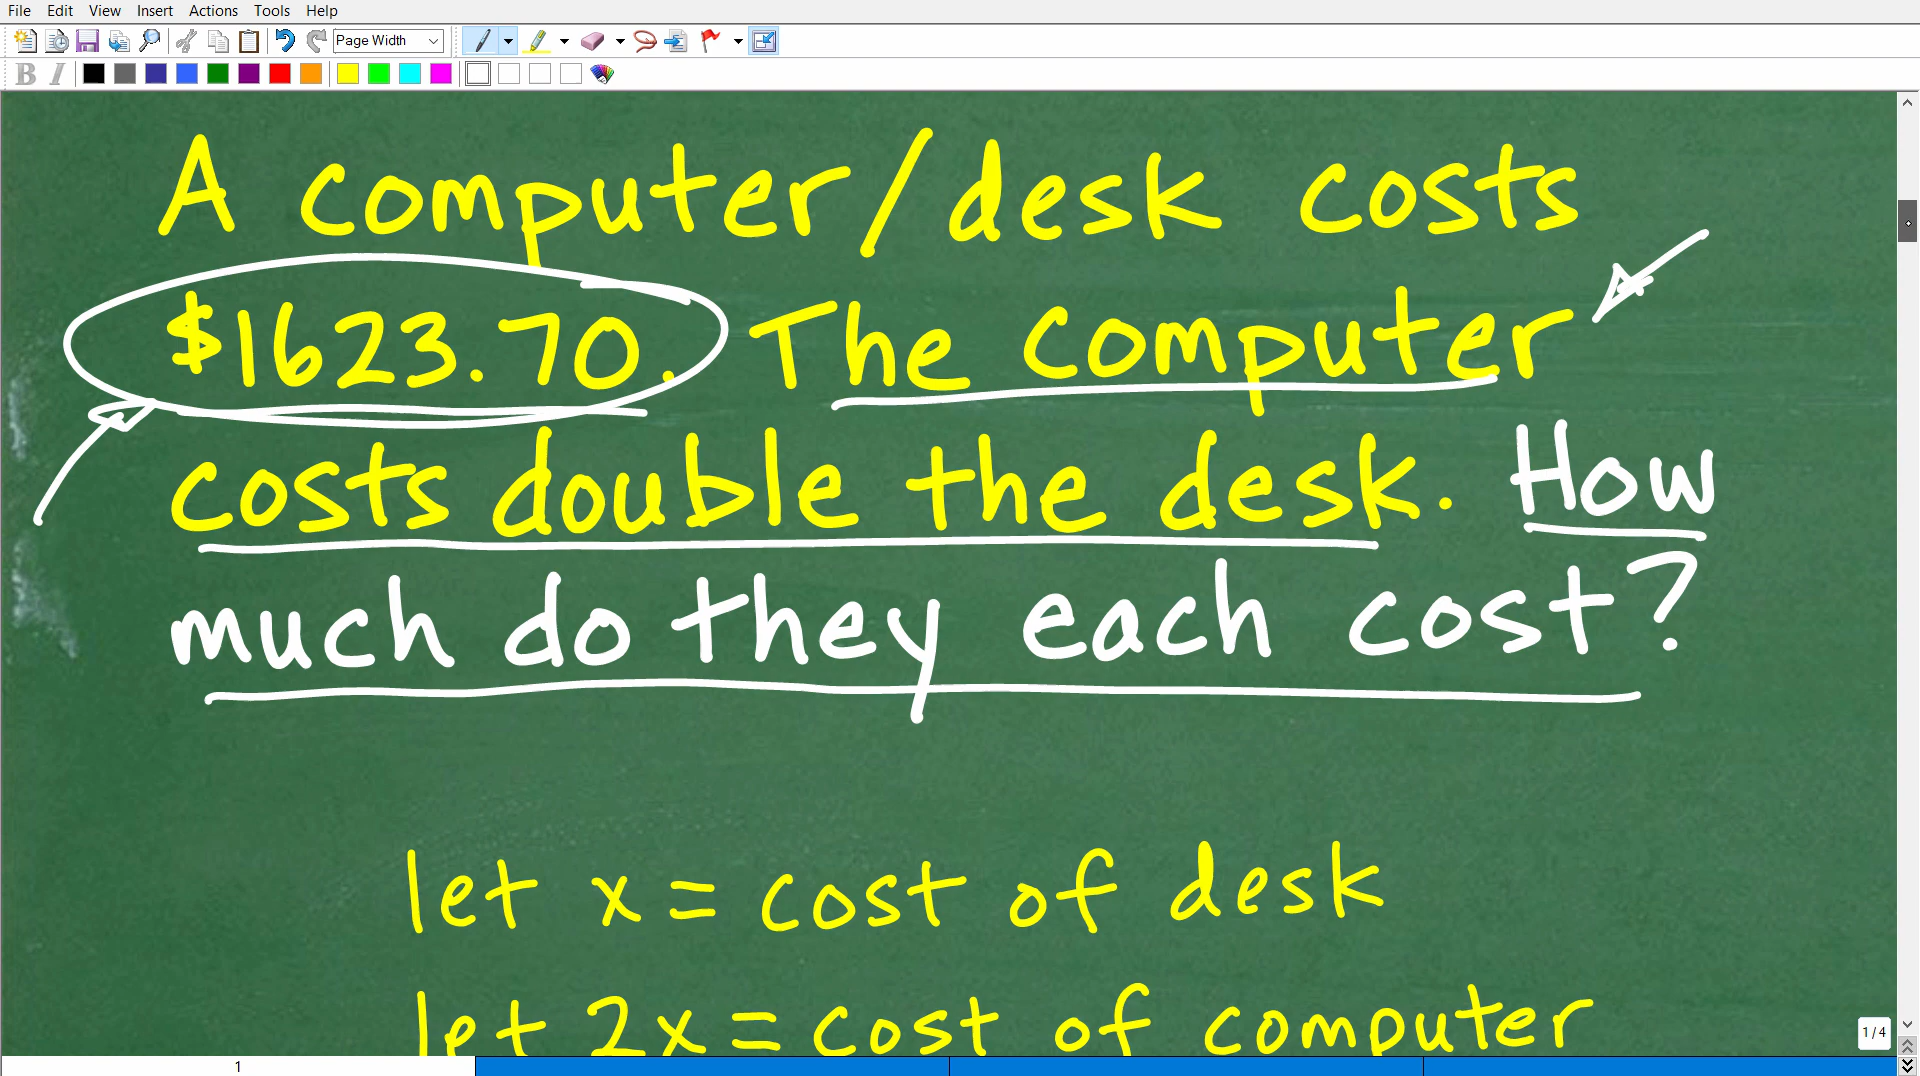 File Edit View Insert Actions Tools Help
Page Width
B I
A computer/desk costs
$1623.70. The computer
costs double the desk. How
much do they each cost?
let x = cost of desk
let 2x = cost of computer
1 / 4
1